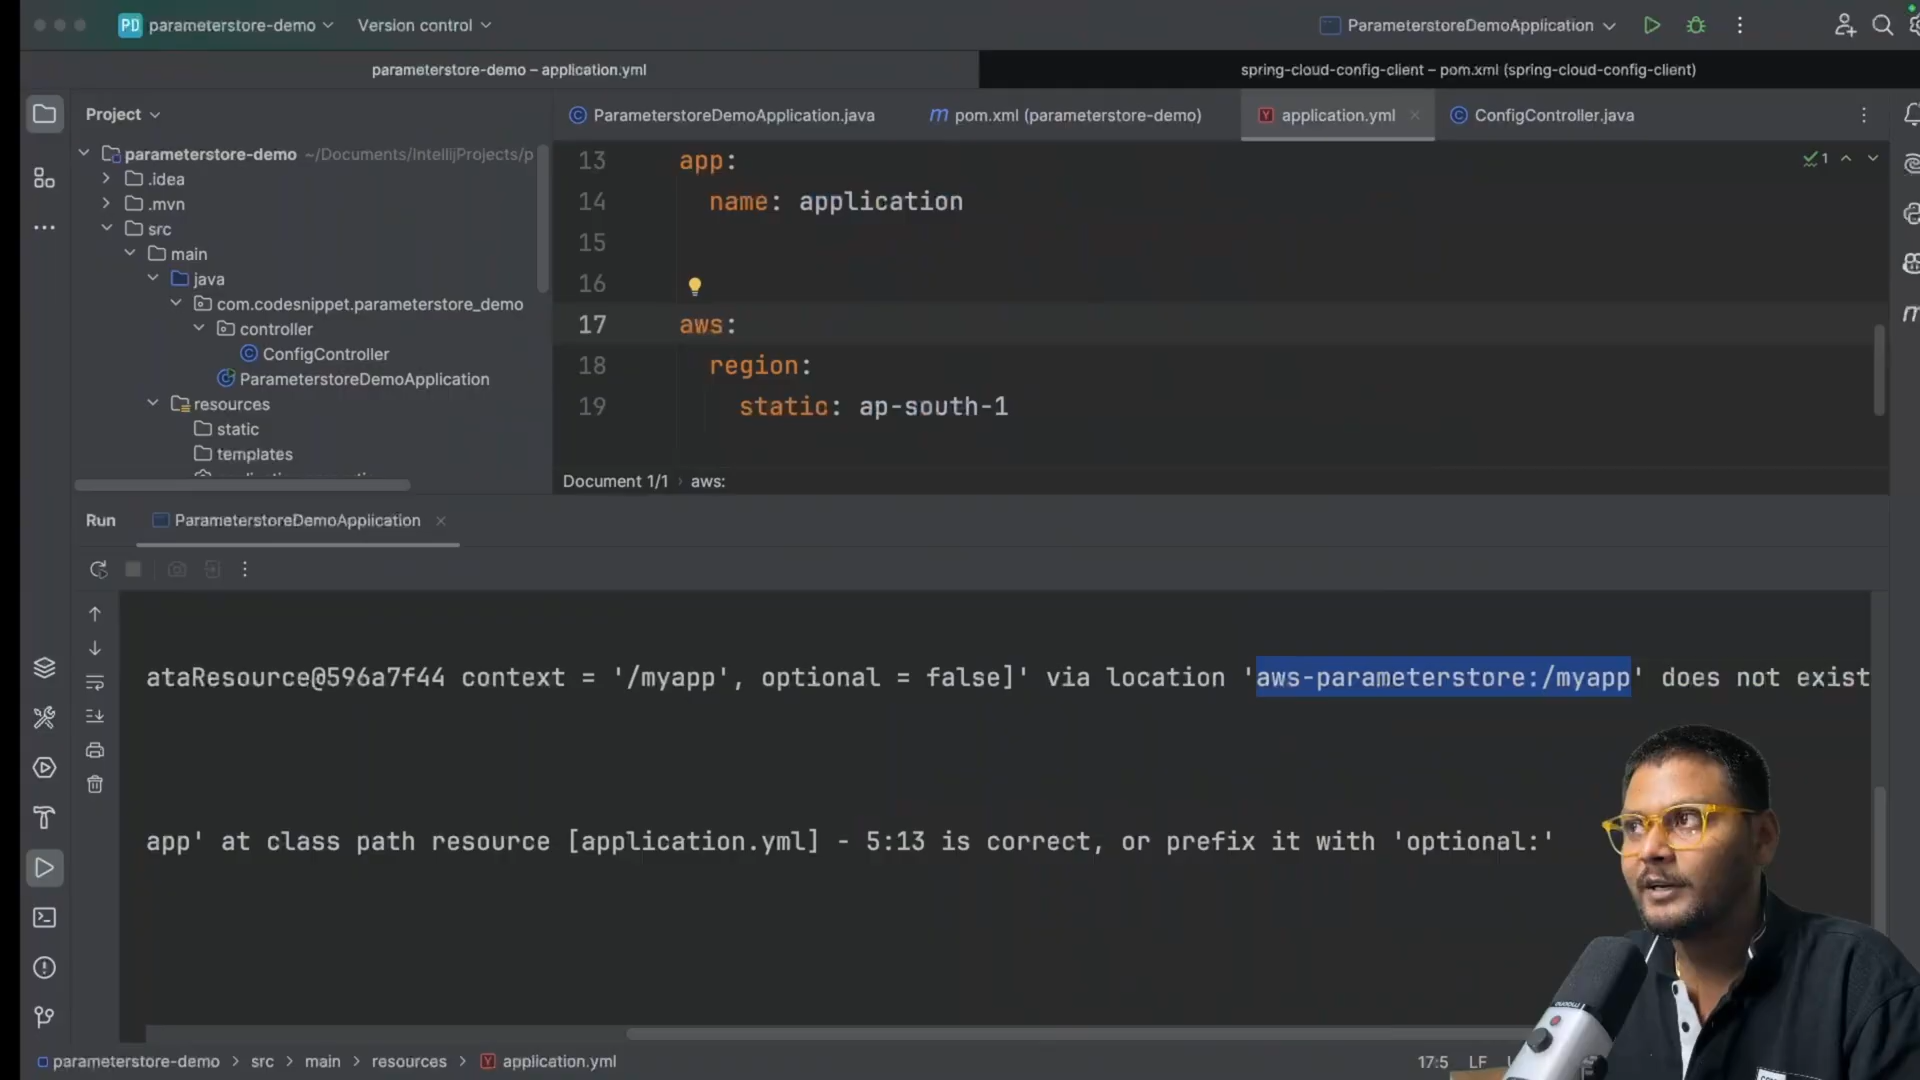 PD parameterstore-demo Version control ParameterstoreDemoApplication
parameterstore-demo – application.yml spring-cloud-config-client – pom.xml (spring-cloud-config-client)
Project
parameterstore-demo ~/Documents/IntellijProjects/p
.idea
.mvn
src
main
java
com.codesnippet.parameterstore_demo
controller
ConfigController
ParameterstoreDemoApplication
resources
static
templates
ParameterstoreDemoApplication.java pom.xml (parameterstore-demo) application.yml ConfigController.java
13 app:
14 name: application
15
16
17 aws:
18 region:
19 static: ap-south-1
1
Document 1/1 aws:
Run ParameterstoreDemoApplication
ataResource@596a7f44 context = '/myapp', optional = false]' via location 'aws-parameterstore:/myapp' does not exist
app' at class path resource [application.yml] - 5:13 is correct, or prefix it with 'optional:'
parameterstore-demo > src > main > resources > application.yml
17:5 LF